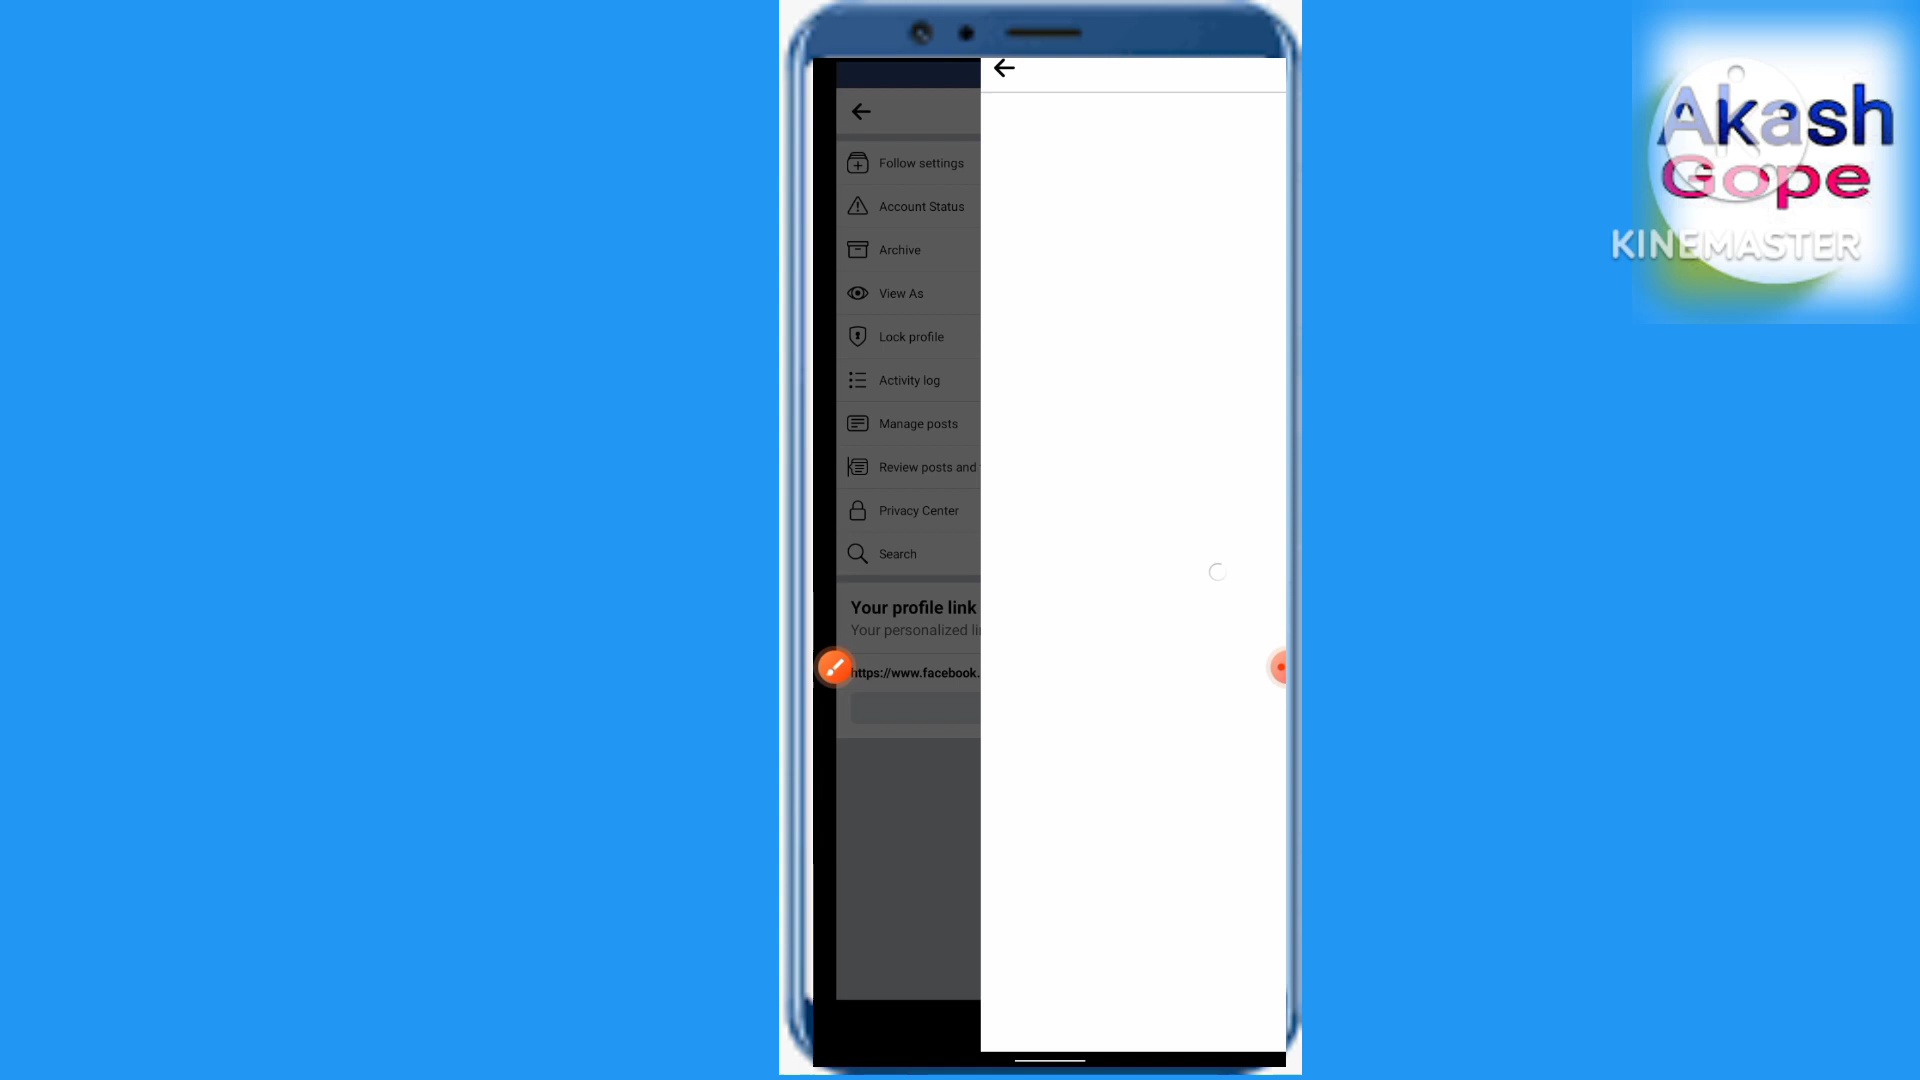 Akash
Gope
KINEMASTER
Follow settings
Account Status
Archive
View As
Lock profile
Activity log
Manage posts
Review posts and
Privacy Center
Search
Your profile link
Your personalized
https://www.facebook.